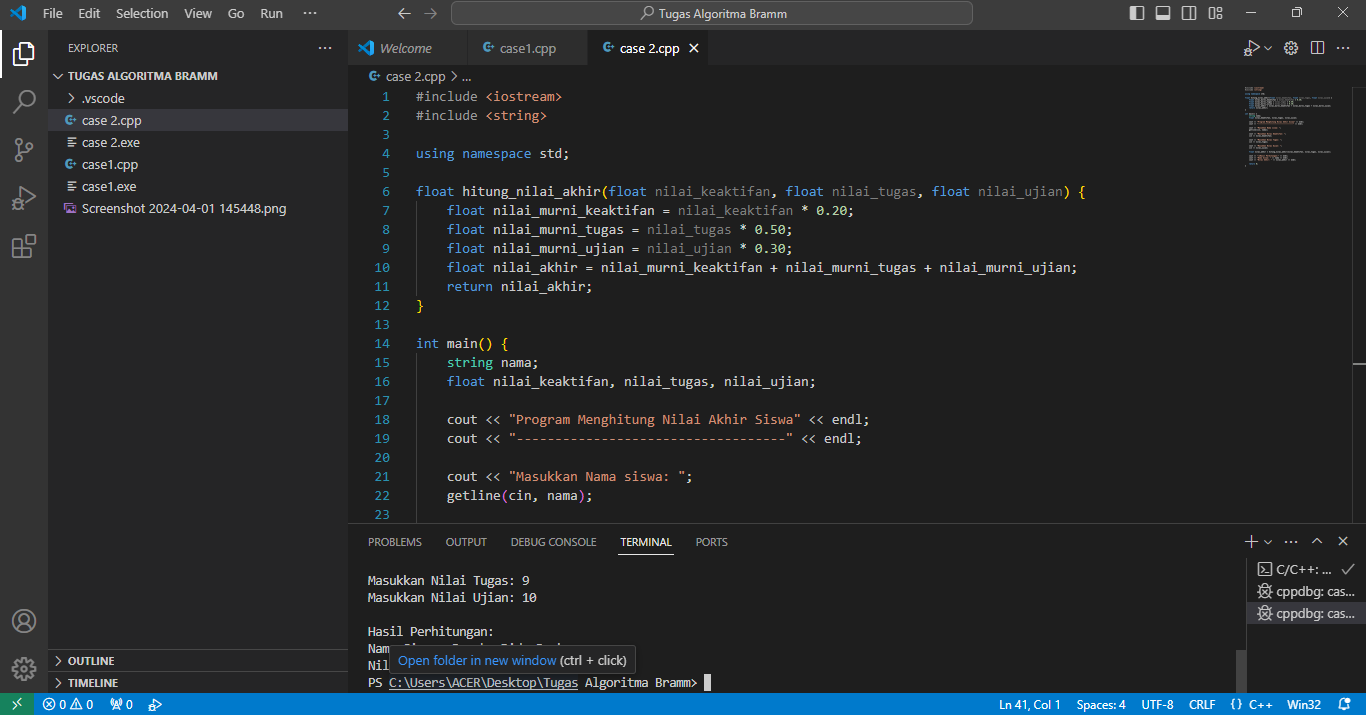 File Edit Selection View Go Run ··· Tugas Algoritma Bramm
EXPLORER ···
TUGAS ALGORITMA BRAMM
.vscode
case 2.cpp
case 2.exe
case1.cpp
case1.exe
Screenshot 2024-04-01 145448.png
OUTLINE
TIMELINE
Welcome case1.cpp case 2.cpp
case 2.cpp > ...
1 #include <iostream>
2 #include <string>
3
4 using namespace std;
5
6 float hitung_nilai_akhir(float nilai_keaktifan, float nilai_tugas, float nilai_ujian) {
7 float nilai_murni_keaktifan = nilai_keaktifan * 0.20;
8 float nilai_murni_tugas = nilai_tugas * 0.50;
9 float nilai_murni_ujian = nilai_ujian * 0.30;
10 float nilai_akhir = nilai_murni_keaktifan + nilai_murni_tugas + nilai_murni_ujian;
11 return nilai_akhir;
12 }
13
14 int main() {
15 string nama;
16 float nilai_keaktifan, nilai_tugas, nilai_ujian;
17
18 cout << "Program Menghitung Nilai Akhir Siswa" << endl;
19 cout << "-----------------------------------" << endl;
20
21 cout << "Masukkan Nama siswa: ";
22 getline(cin, nama);
23
PROBLEMS OUTPUT DEBUG CONSOLE TERMINAL PORTS
Masukkan Nilai Tugas: 9
Masukkan Nilai Ujian: 10
Hasil Perhitungan:
Open folder in new window (ctrl + click)
PS C:\Users\ACER\Desktop\Tugas Algoritma Bramm>
C/C++: ...
cppdbg: cas...
cppdbg: cas...
0 0 0 Ln 41, Col 1 Spaces: 4 UTF-8 CRLF {} C++ Win32